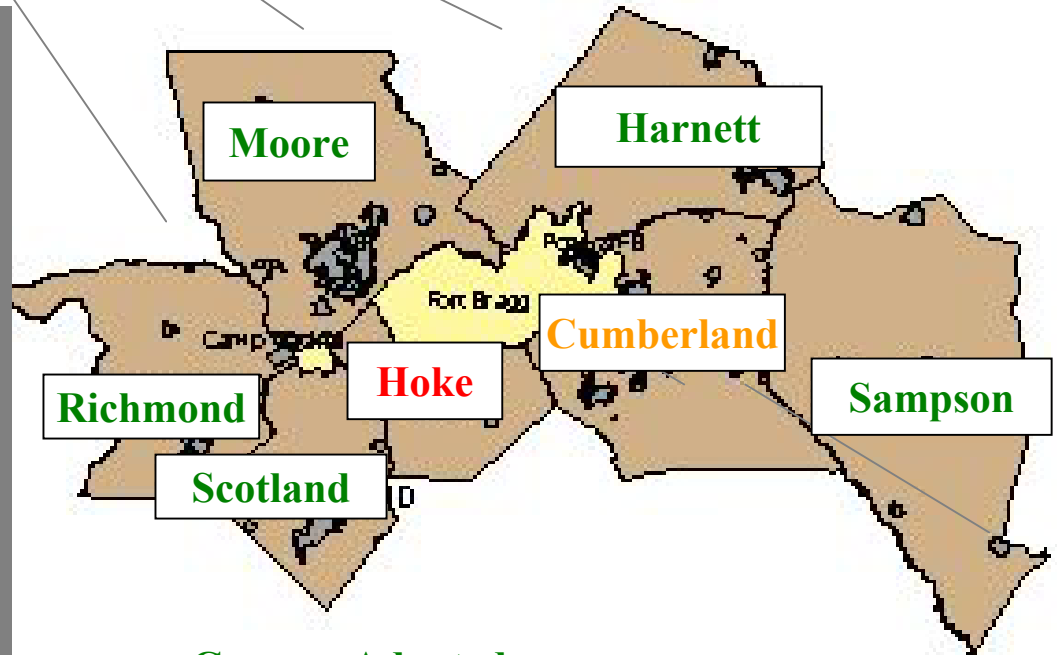 Moore
Harnett
Fort Bragg
Cumberland
Hoke
Richmond
Sampson
Scotland